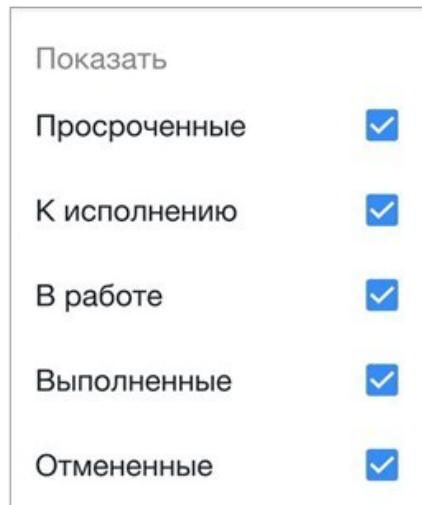 Показать
Просроченные
К исполнению
В работе
Выполненные
Отмененные